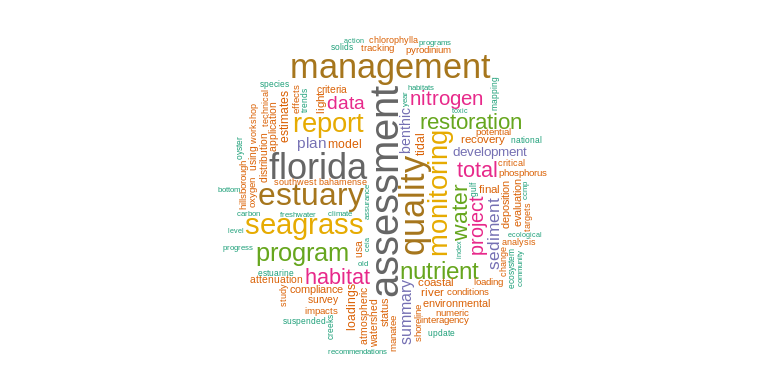 action
chlorophylla
programs
solids
tracking
pyrodinium
management
species
effects
trends
criteria
light
data
habitats
year
nitrogen
toxic
mapping
technical
workshop
application
estimates
report
plan
model
benthic
tidal
restoration
potential
recovery
national
oyster
using
distribution
florida
assessment
quality
monitoring
development
total
critical
phosphorus
hillsborough
oxygen
southwest
bahamense
bottom
estuary
assurance
water
project
gulf
final
sediment
deposition
evaluation
targets
comp
carbon
freshwater
climate
level
seagrass
ecological
progress
program
usa
cela
index
analysis
change
ecosystem
community
old
estuarine
attenuation
habitat
nutrient
coastal
loading
study
compliance
survey
impacts
loadings
atmospheric
watershed
status
summary
river
conditions
environmental
numeric
interagency
suspended
creeks
manatee
shoreline
update
recommendations